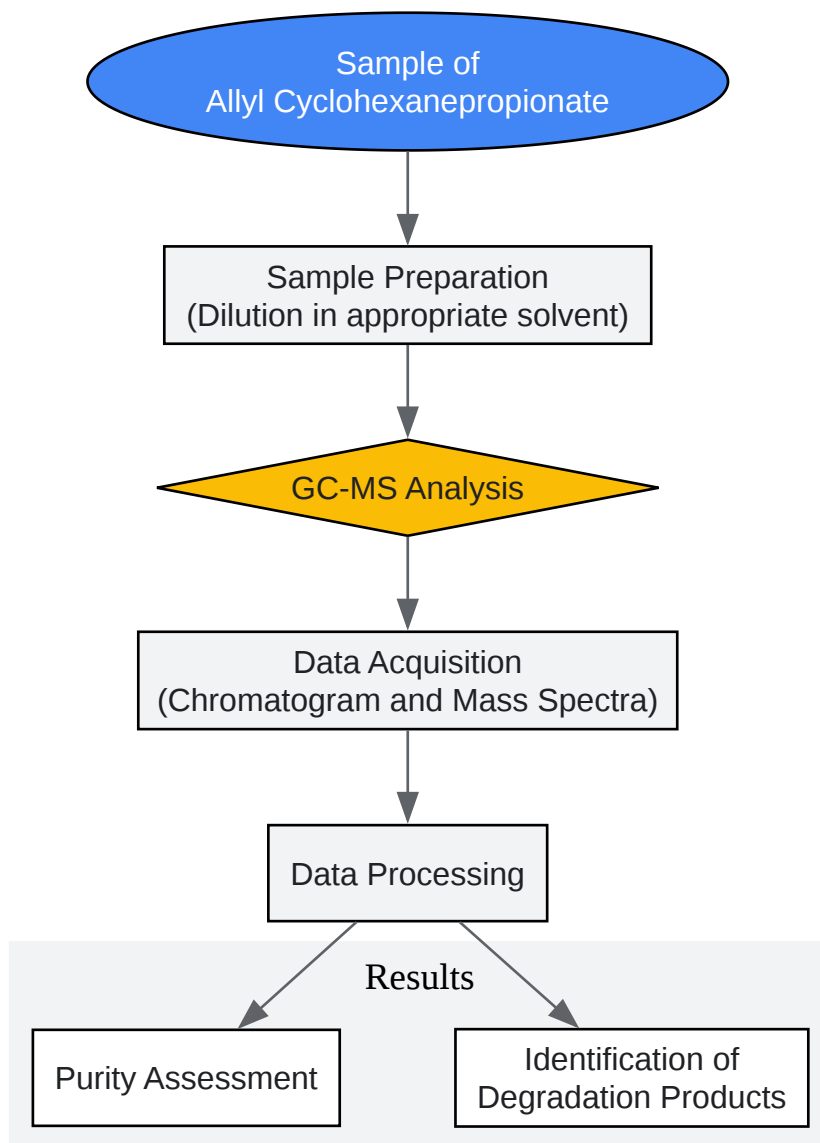 Sample of
Allyl Cyclohexanepropionate
Sample Preparation
(Dilution in appropriate solvent)
GC-MS Analysis
Data Acquisition
(Chromatogram and Mass Spectra)
Data Processing
Results
Purity Assessment
Identification of
Degradation Products